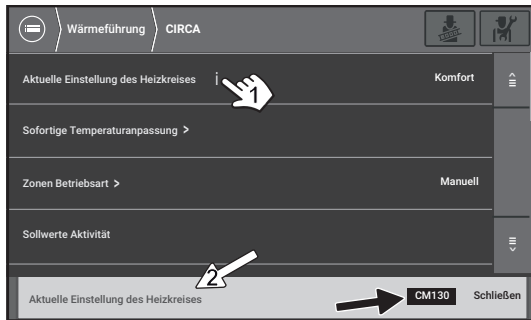 Wärmeführung CIRCA
Aktuelle Einstellung des Heizkreises i Komfort
1
Sofortige Temperaturanpassung >
Zonen Betriebsart > Manuell
Sollwerte Aktivität
2
Aktuelle Einstellung des Heizkreises CM130 Schließen